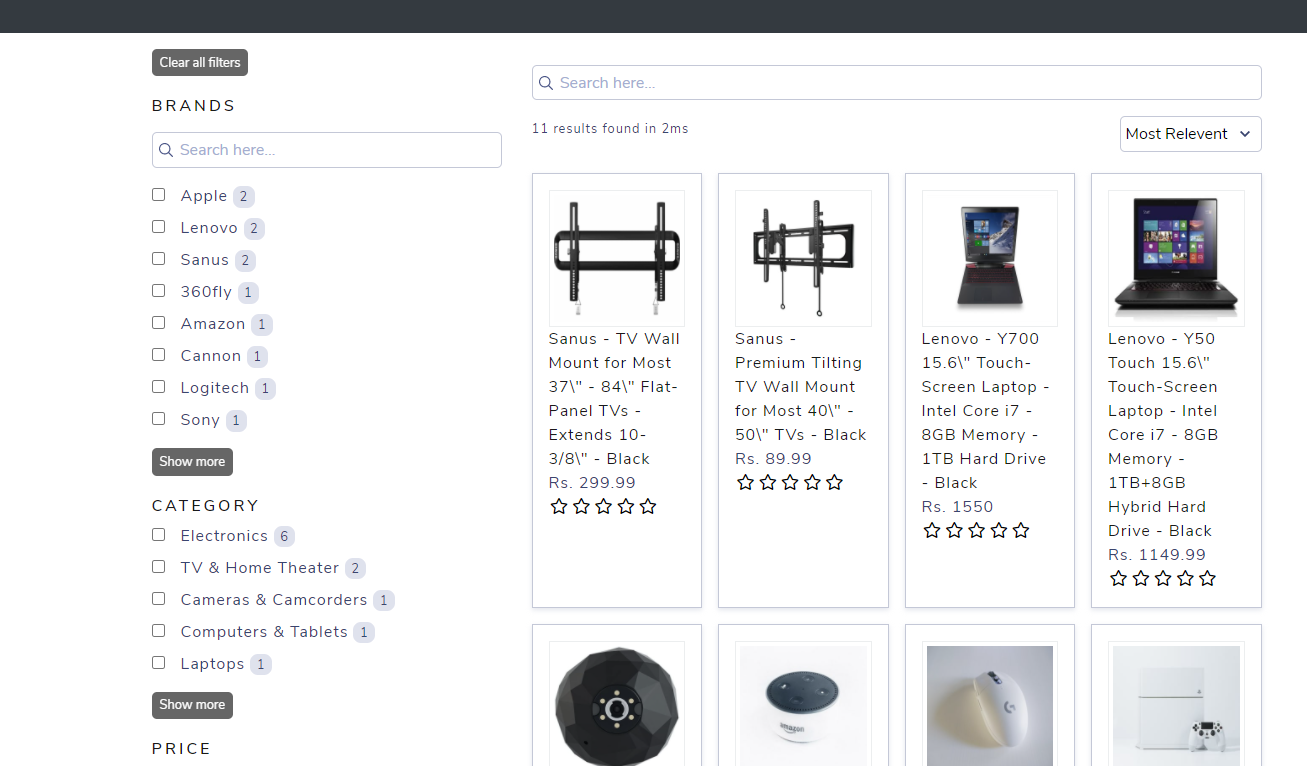 Clear all filters
BRANDS
Search here...
Apple 2
Lenovo 2
Sanus 2
360fly 1
Amazon 1
Cannon 1
Logitech 1
Sony 1
Show more
CATEGORY
Electronics 6
TV & Home Theater 2
Cameras & Camcorders 1
Computers & Tablets 1
Laptops 1
Show more
PRICE
Search here...
11 results found in 2ms
Most Relevent
Sanus - TV Wall
Mount for Most
37\" - 84\" Flat-
Panel TVs -
Extends 10-
3/8\" - Black
Rs. 299.99
Sanus -
Premium Tilting
TV Wall Mount
for Most 40\" -
50\" TVs - Black
Rs. 89.99
Lenovo - Y700
15.6\" Touch-
Screen Laptop -
Intel Core i7 -
8GB Memory -
1TB Hard Drive
- Black
Rs. 1550
Lenovo - Y50
Touch 15.6\"
Touch-Screen
Laptop - Intel
Core i7 - 8GB
Memory -
1TB+8GB
Hybrid Hard
Drive - Black
Rs. 1149.99
amazon